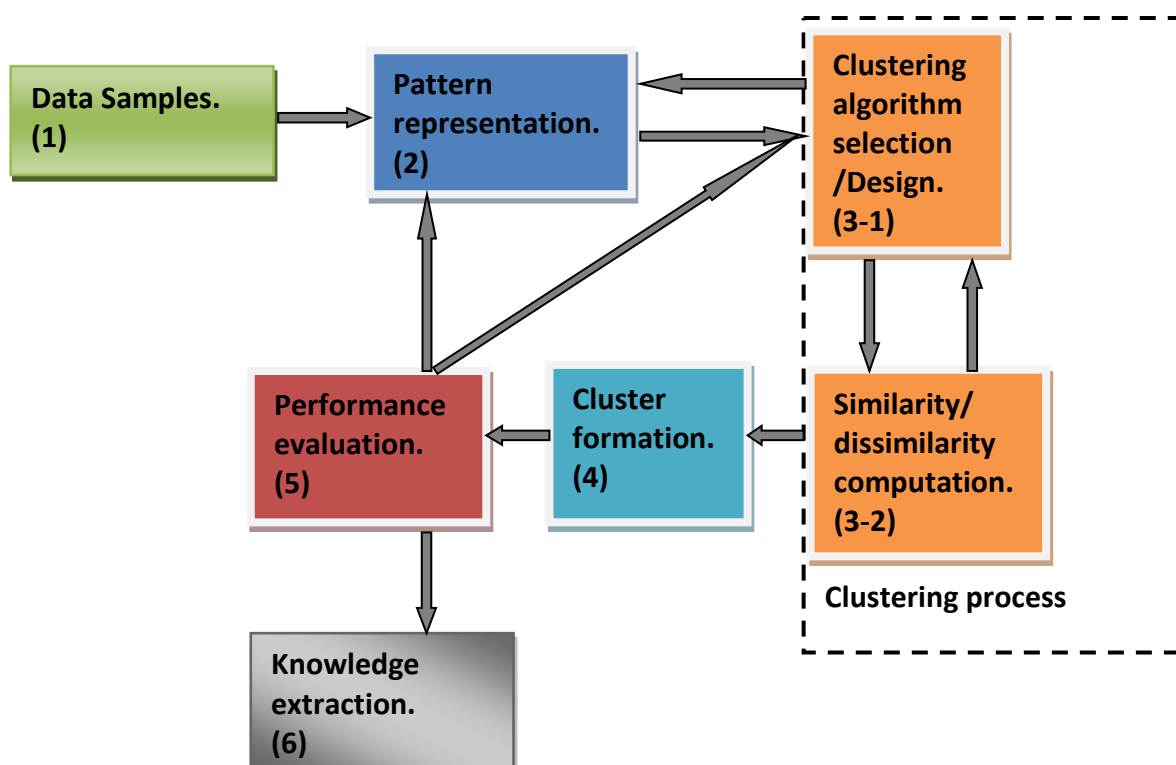 Data Samples.
(1)
Pattern
representation.
(2)
Clustering
algorithm
selection
/Design.
(3-1)
Performance
evaluation.
(5)
Cluster
formation.
(4)
Similarity/
dissimilarity
computation.
(3-2)
Clustering process
Knowledge
extraction.
(6)